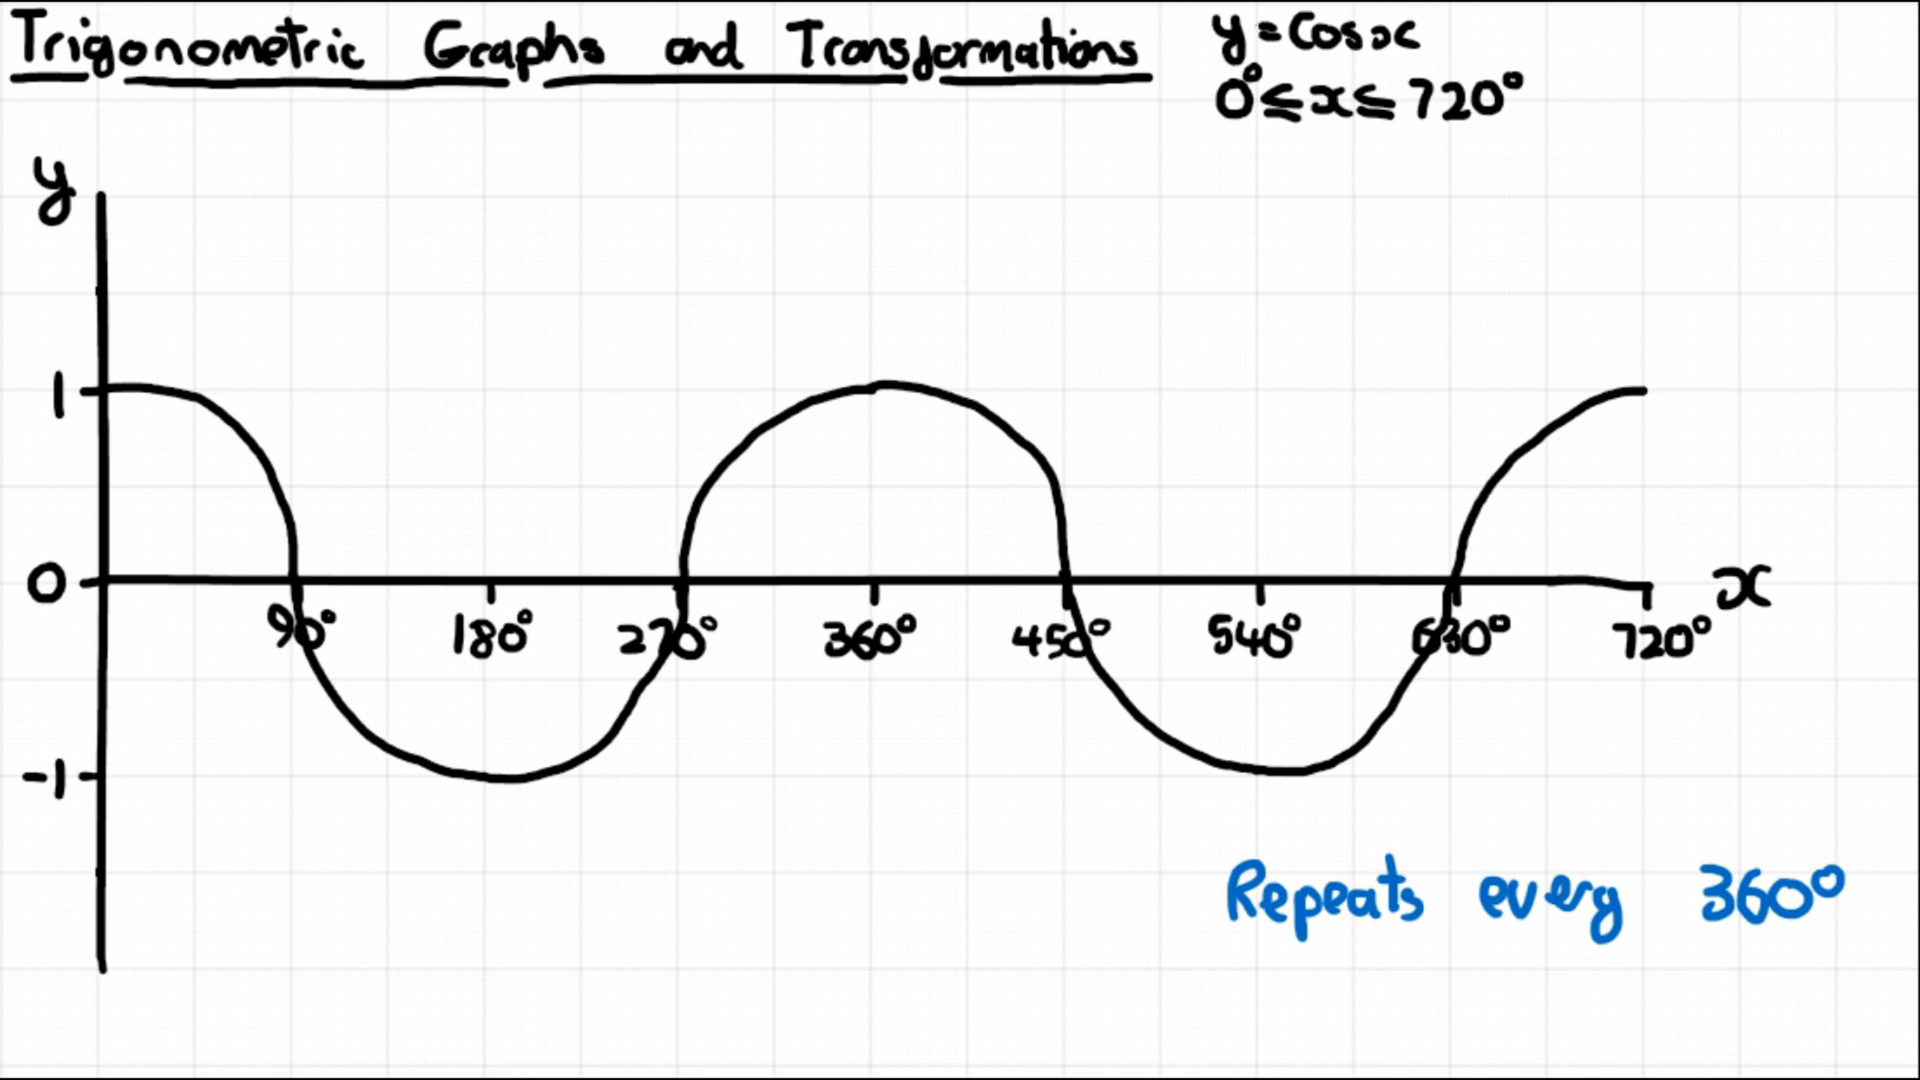 Trigonometric Graphs and Transformations
y = Cos x
0° ≤ x ≤ 720°
y
1
0
-1
90° 180° 270° 360° 450° 540° 630° 720°
x
Repeats every 360°